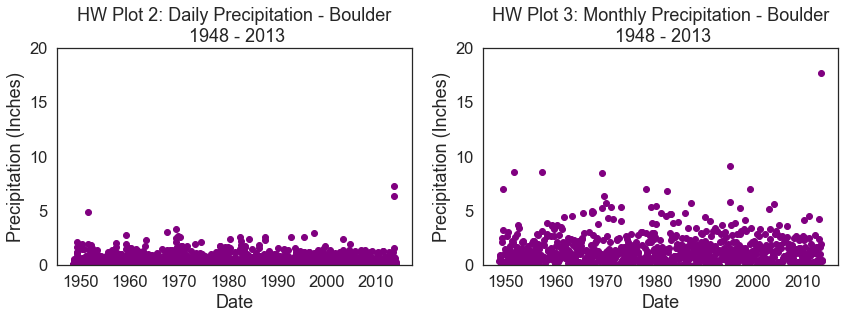 HW Plot 2: Daily Precipitation - Boulder
1948 - 2013
Precipitation (Inches)
20
15
10
5
0
1950 1960 1970 1980 1990 2000 2010
Date
HW Plot 3: Monthly Precipitation - Boulder
1948 - 2013
Precipitation (Inches)
20
15
10
5
0
1950 1960 1970 1980 1990 2000 2010
Date